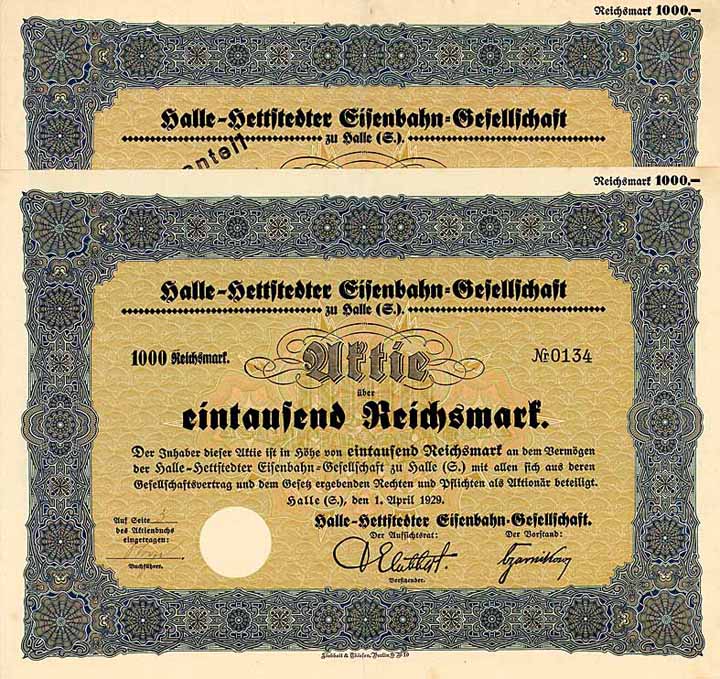 Reichsmark 1000,—
Halle-Hettstedter Eisenbahn-Gesellschaft
zu Halle (S.).
Reichsmark 1000,—
Halle-Hettstedter Eisenbahn-Gesellschaft
zu Halle (S.).
1000 Reichsmark. Aktie № 0134
über
eintausend Reichsmark.
Der Inhaber dieser Aktie ist in Höhe von eintausend Reichsmark an dem Vermögen
der Halle-Hettstedter Eisenbahn-Gesellschaft zu Halle (S.) mit allen sich aus deren
Gesellschaftsvertrag und dem Gesetz ergebenden Rechten und Pflichten als Aktionär beteiligt.
Halle (S.), den 1. April 1929.
Auf Seite
des Aktienbuchs
eingetragen:
Buchführer.
Halle-Hettstedter Eisenbahn-Gesellschaft.
Der Aufsichtsrat: Der Vorstand:
Vorsitzender.